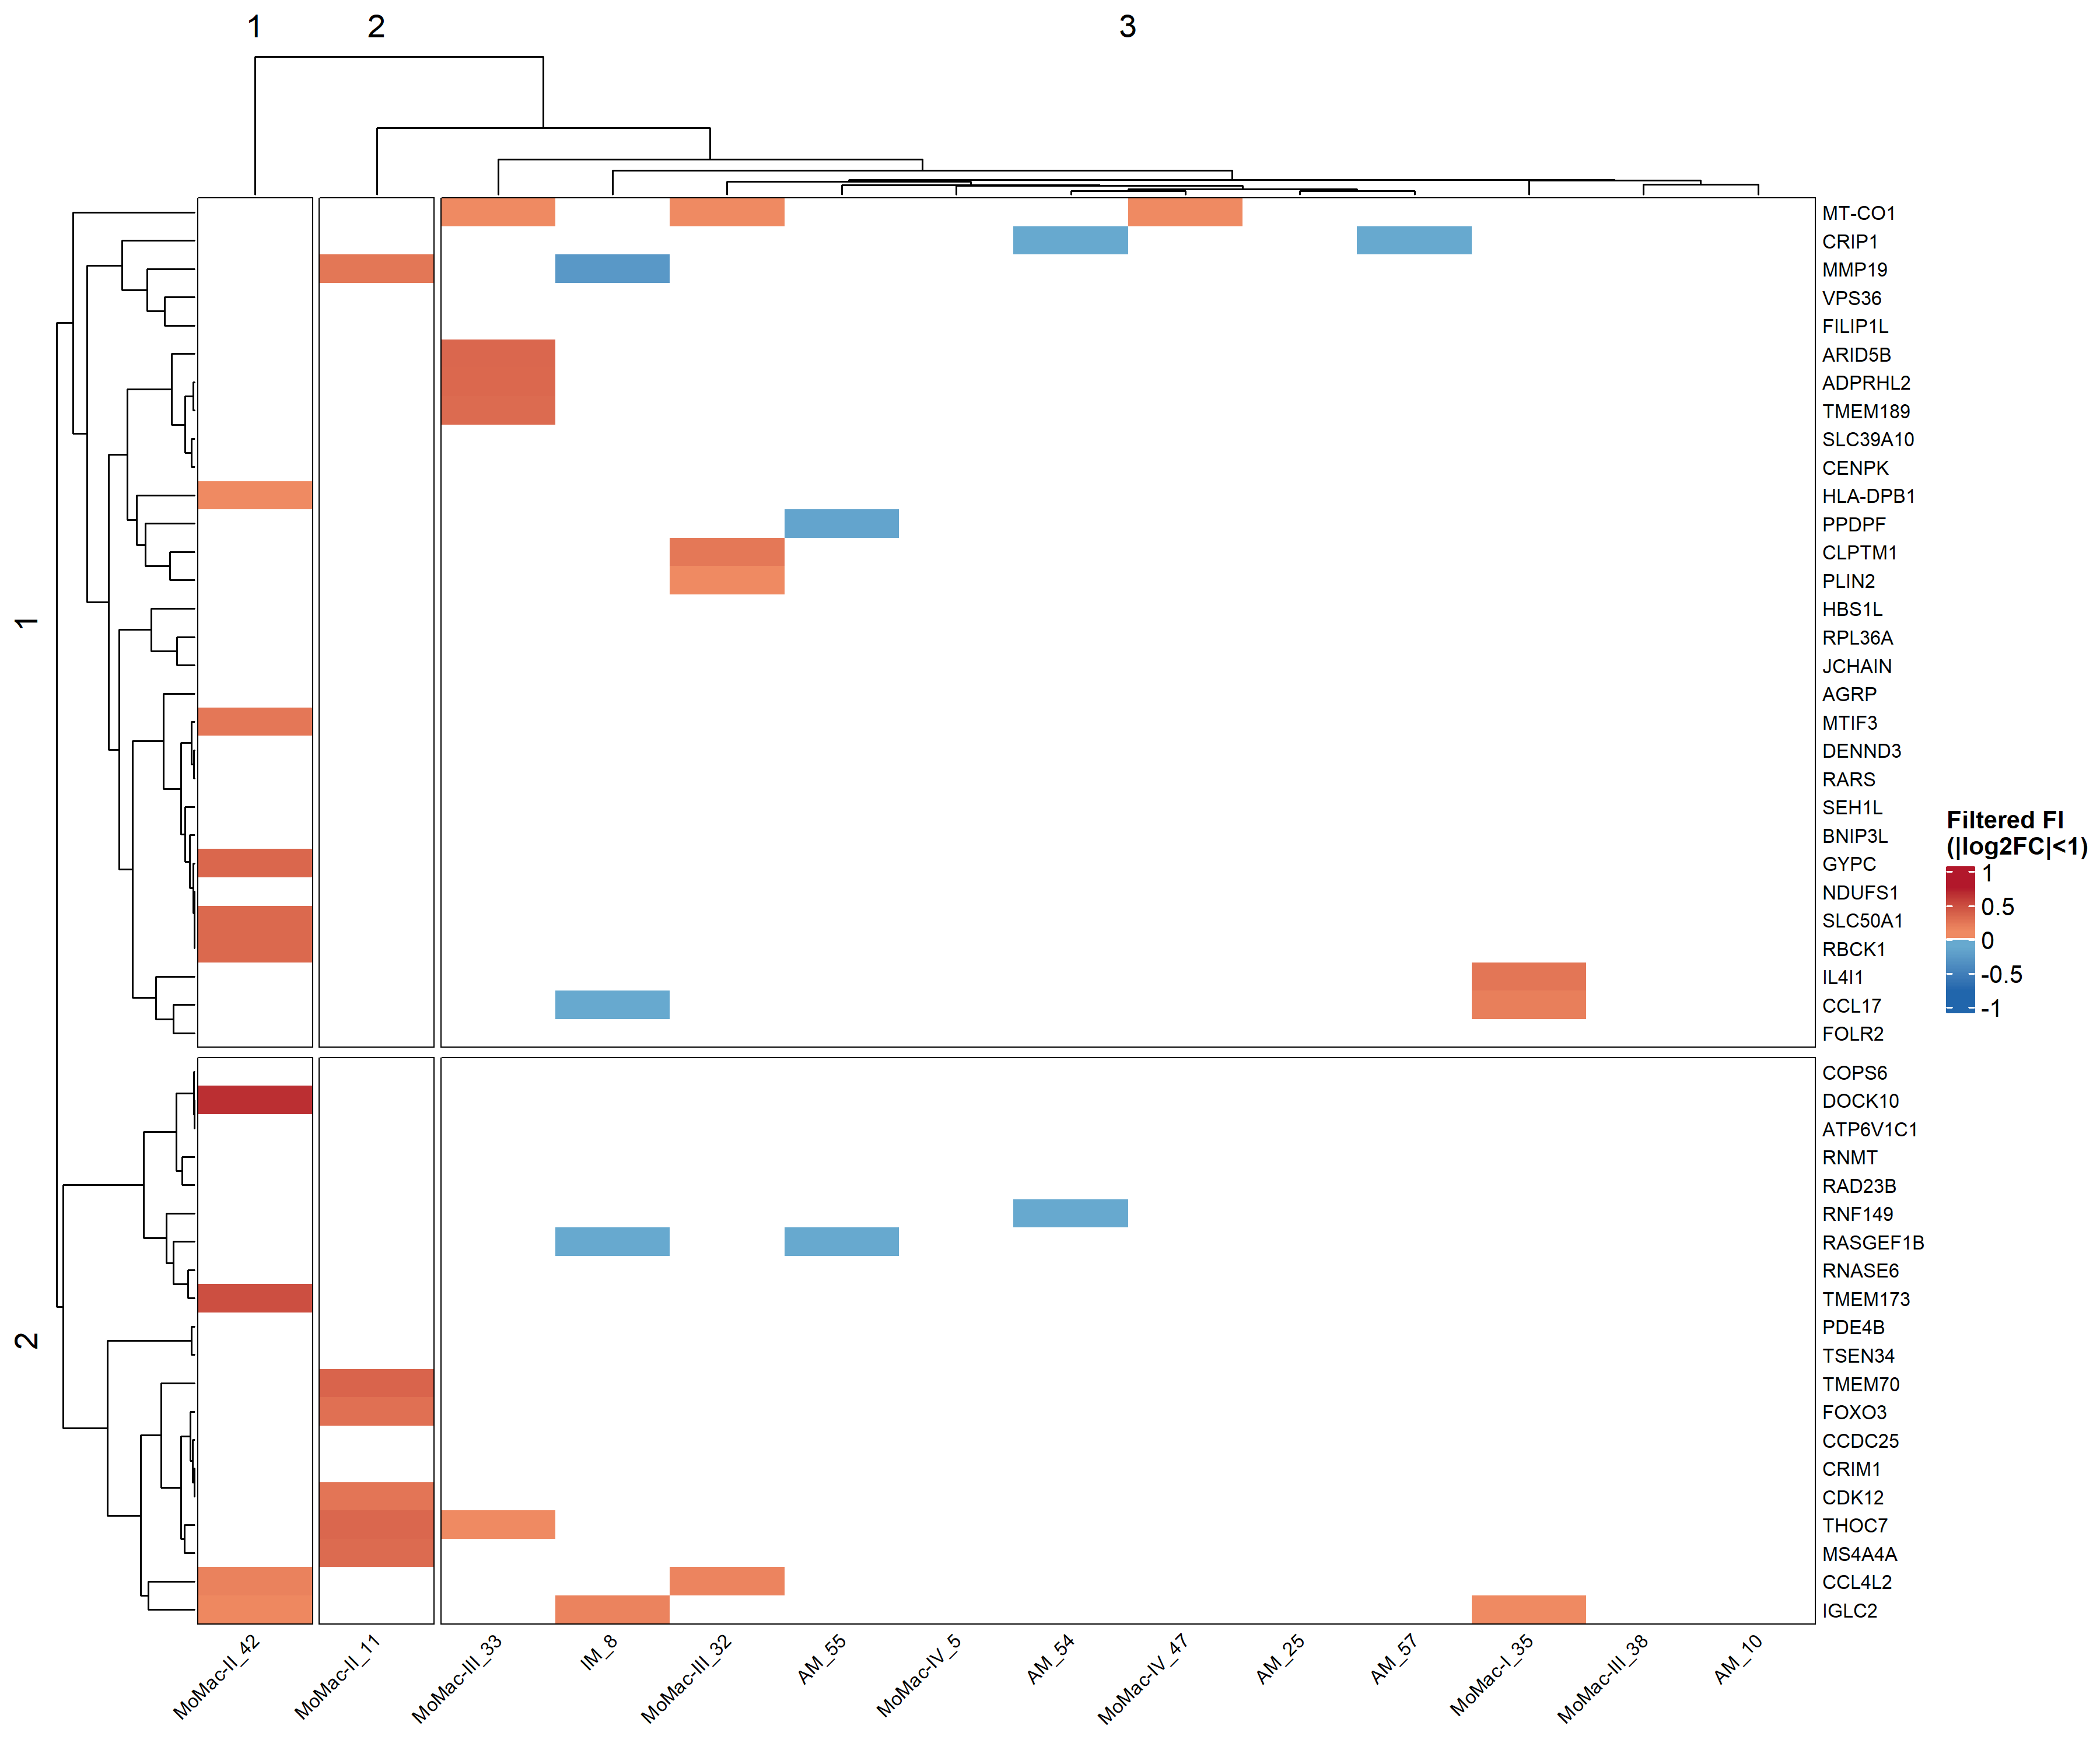 1
2
3
MT-CO1
CRIP1
MMP19
VPS36
FILIP1L
ARID5B
ADPRHL2
TMEM189
SLC39A10
CENPK
HLA-DPB1
PPDPF
CLPTM1
PLIN2
HBS1L
RPL36A
JCHAIN
AGRP
MTIF3
DENND3
RARS
SEH1L
BNIP3L
GYPC
NDUFS1
SLC50A1
RBCK1
IL4I1
CCL17
FOLR2
1
COPS6
DOCK10
ATP6V1C1
RNMT
RAD23B
RNF149
RASGEF1B
RNASE6
TMEM173
PDE4B
TSEN34
TMEM70
FOXO3
CCDC25
CRIM1
CDK12
THOC7
MS4A4A
CCL4L2
IGLC2
2
MoMac-II_42
MoMac-II_11
MoMac-III_33
IM_8
MoMac-III_32
AM_55
MoMac-IV_5
AM_54
MoMac-IV_47
AM_25
AM_57
MoMac-I_35
MoMac-III_38
AM_10
Filtered FI
(|log2FC|<1)
1
0.5
0
-0.5
-1